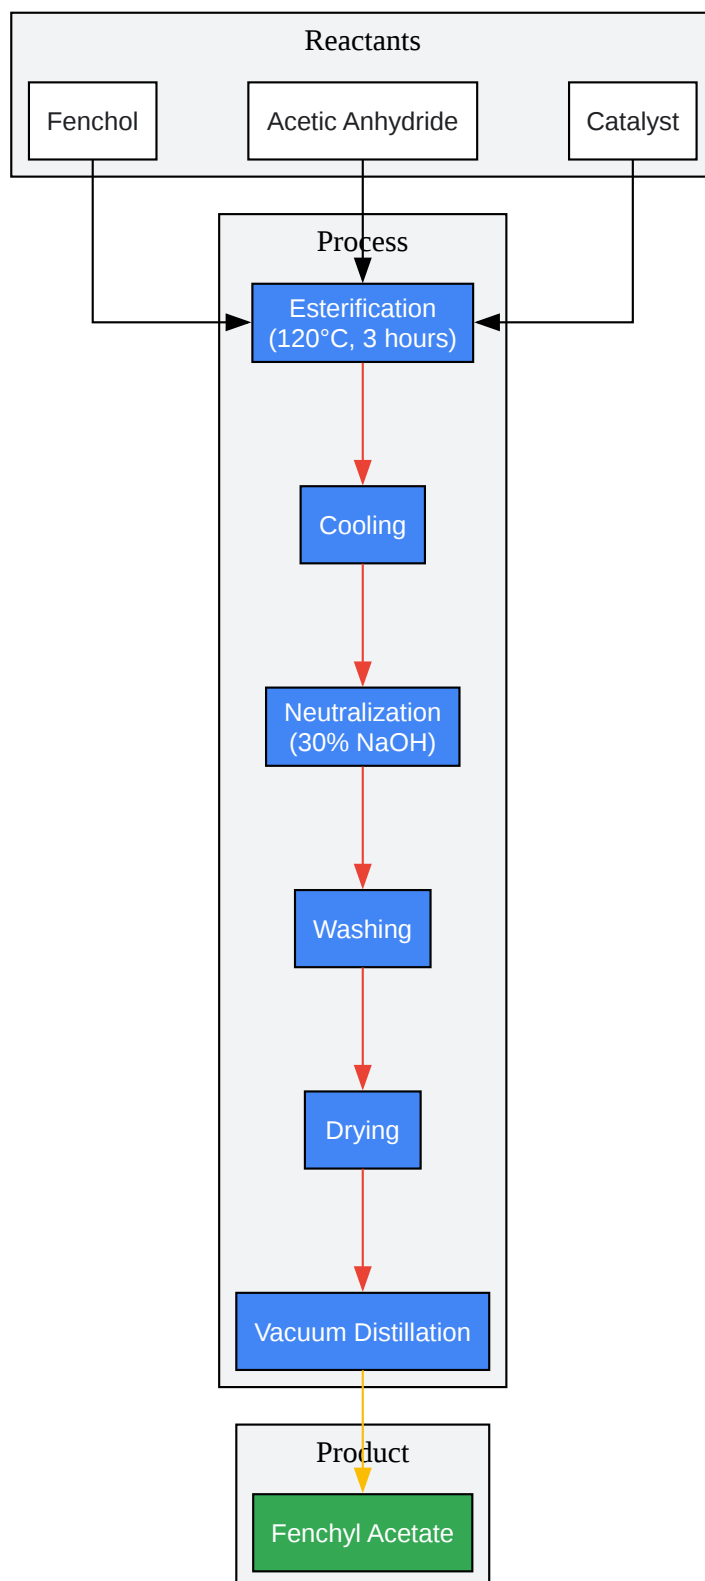 Reactants
Fenchol
Acetic Anhydride
Catalyst
Process
Esterification
(120°C, 3 hours)
Cooling
Neutralization
(30% NaOH)
Washing
Drying
Vacuum Distillation
Product
Fenchyl Acetate